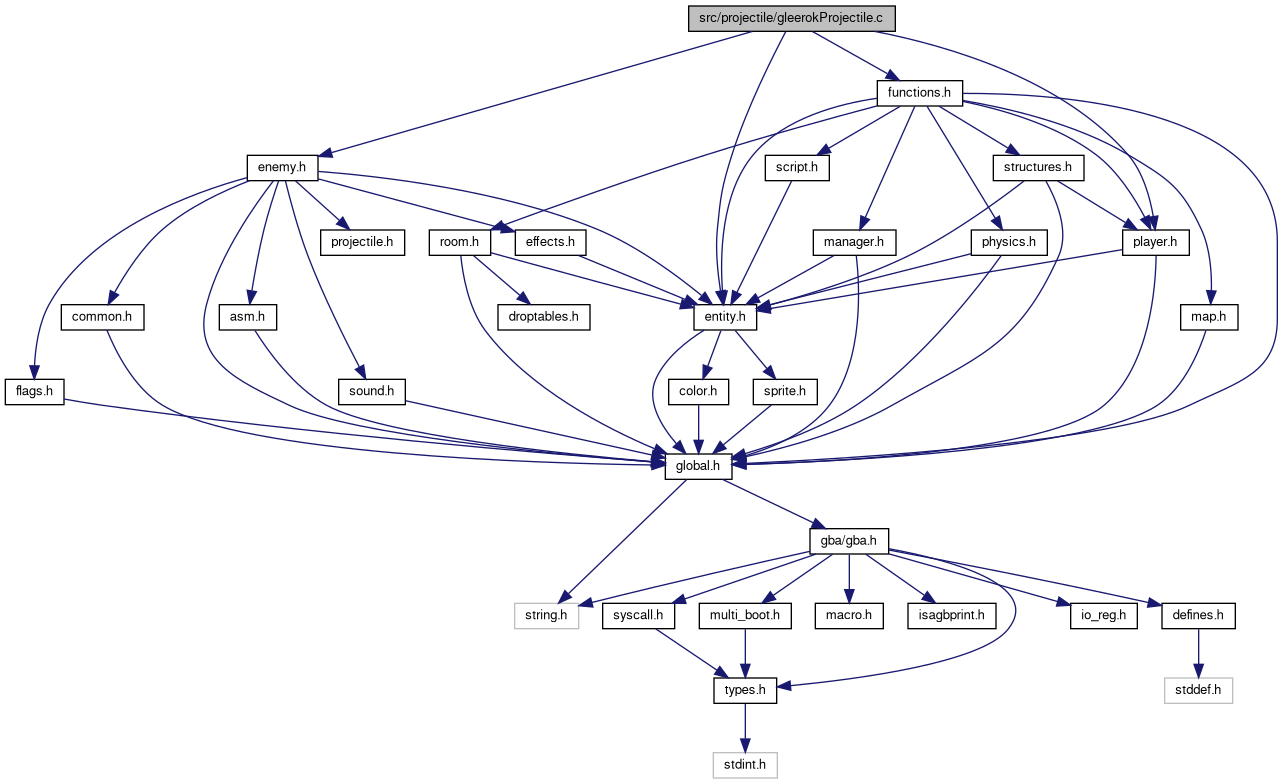 src/projectile/gleerokProjectile.c
functions.h
enemy.h
script.h
structures.h
projectile.h
room.h
effects.h
manager.h
physics.h
player.h
common.h
asm.h
droptables.h
entity.h
map.h
flags.h
sound.h
color.h
sprite.h
global.h
gba/gba.h
string.h
syscall.h
multi_boot.h
macro.h
isagbprint.h
io_reg.h
defines.h
types.h
stddef.h
stdint.h